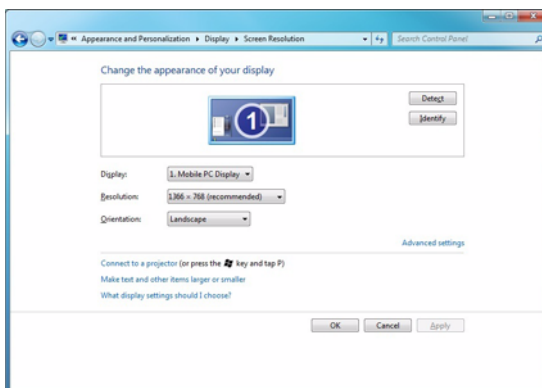 « Appearance and Personalization ▸ Display ▸ Screen Resolution
Search Control Panel
Change the appearance of your display
1
Detect
Identify
Display:
1. Mobile PC Display
Resolution:
1366 × 768 (recommended)
Orientation:
Landscape
Advanced settings
Connect to a projector (or press the key and tap P)
Make text and other items larger or smaller
What display settings should I choose?
OK
Cancel
Apply